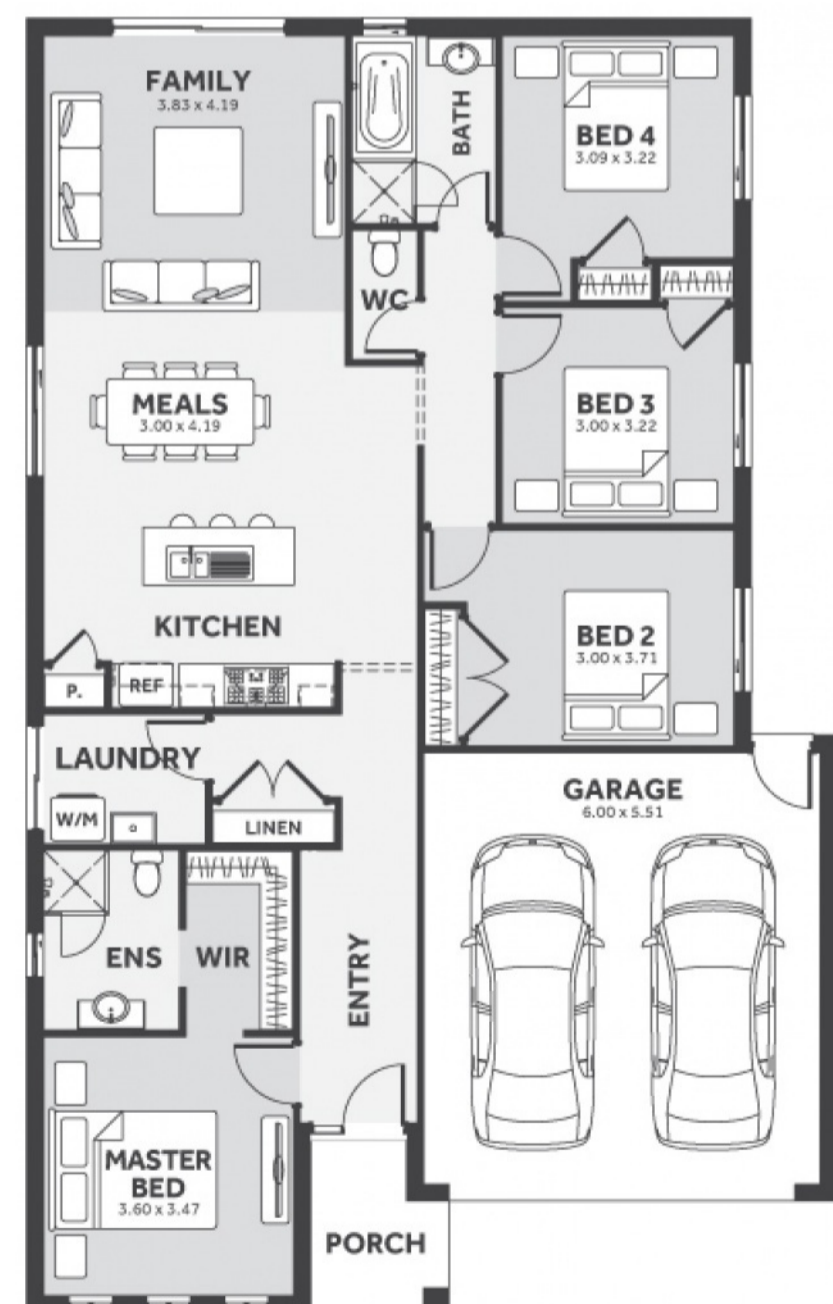 FAMILY
3.83 x 4.19
BATH
BED 4
3.09 x 3.22
WC
MEALS
3.00 x 4.19
BED 3
3.00 x 3.22
KITCHEN
BED 2
3.00 x 3.71
P.
REF
LAUNDRY
W/M
LINEN
GARAGE
6.00 x 5.51
ENS
WIR
ENTRY
MASTER
BED
3.60 x 3.47
PORCH